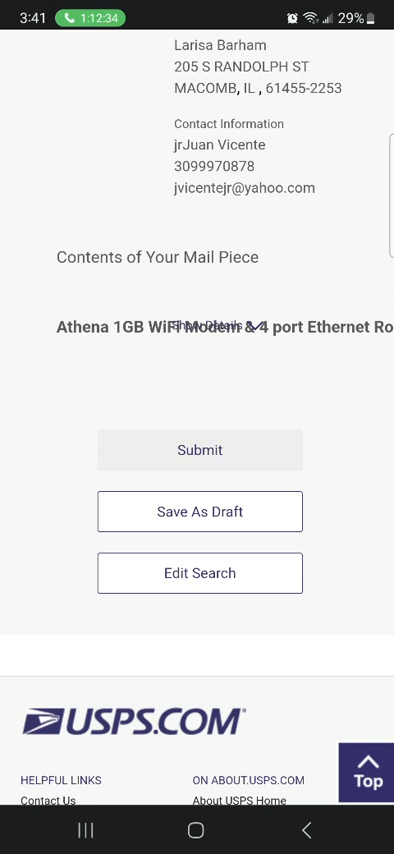 3:41 1:12:34 29%
Larisa Barham
205 S RANDOLPH ST
MACOMB, IL , 61455-2253
Contact Information
jrJuan Vicente
3099970878
jvicentejr@yahoo.com
Contents of Your Mail Piece
Athena 1GB WiFi Modem & 4 port Ethernet Ro
Show Details
Submit
Save As Draft
Edit Search
USPS.COM®
Top
HELPFUL LINKS
Contact Us
ON ABOUT.USPS.COM
About USPS Home